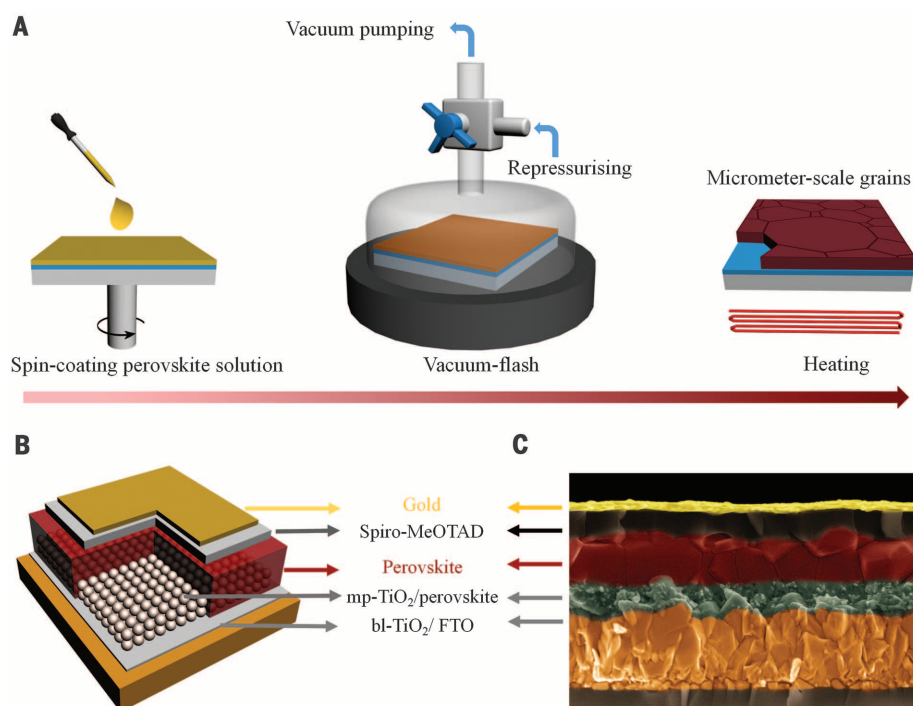 A
Vacuum pumping
Repressurising
Micrometer-scale grains
Spin-coating perovskite solution
Vacuum-flash
Heating
B
C
Gold
Spiro-MeOTAD
Perovskite
mp-TiO₂/perovskite
bl-TiO₂/ FTO